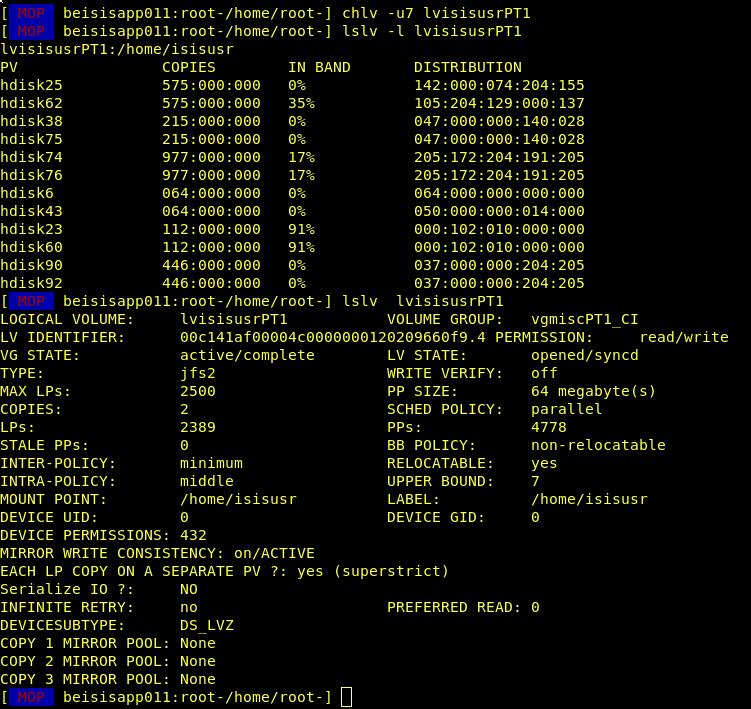 [ MOP  beisisapp011:root-/home/root-] chlv -u7 lvisisusrPT1
[ MOP  beisisapp011:root-/home/root-] lslv -l lvisisusrPT1
lvisisusrPT1:/home/isisusr
PV                COPIES        IN BAND       DISTRIBUTION
hdisk25           575:000:000   0%            142:000:074:204:155
hdisk62           575:000:000   35%           105:204:129:000:137
hdisk38           215:000:000   0%            047:000:000:140:028
hdisk75           215:000:000   0%            047:000:000:140:028
hdisk74           977:000:000   17%           205:172:204:191:205
hdisk76           977:000:000   17%           205:172:204:191:205
hdisk6            064:000:000   0%            064:000:000:000:000
hdisk43           064:000:000   0%            050:000:000:014:000
hdisk23           112:000:000   91%           000:102:010:000:000
hdisk60           112:000:000   91%           000:102:010:000:000
hdisk90           446:000:000   0%            037:000:000:204:205
hdisk92           446:000:000   0%            037:000:000:204:205
[ MOP  beisisapp011:root-/home/root-] lslv  lvisisusrPT1
LOGICAL VOLUME:     lvisisusrPT1           VOLUME GROUP:   vgmiscPT1_CI
LV IDENTIFIER:      00c141af00004c0000000120209660f9.4 PERMISSION:     read/write
VG STATE:           active/complete        LV STATE:       opened/syncd
TYPE:               jfs2                   WRITE VERIFY:   off
MAX LPs:            2500                   PP SIZE:        64 megabyte(s)
COPIES:             2                      SCHED POLICY:   parallel
LPs:                2389                   PPs:            4778
STALE PPs:          0                      BB POLICY:      non-relocatable
INTER-POLICY:       minimum                RELOCATABLE:    yes
INTRA-POLICY:       middle                 UPPER BOUND:    7
MOUNT POINT:        /home/isisusr          LABEL:          /home/isisusr
DEVICE UID:         0                      DEVICE GID:     0
DEVICE PERMISSIONS: 432
MIRROR WRITE CONSISTENCY: on/ACTIVE
EACH LP COPY ON A SEPARATE PV ?: yes (superstrict)
Serialize IO ?:     NO
INFINITE RETRY:     no                     PREFERRED READ: 0
DEVICESUBTYPE:      DS_LVZ
COPY 1 MIRROR POOL: None
COPY 2 MIRROR POOL: None
COPY 3 MIRROR POOL: None
[ MOP  beisisapp011:root-/home/root-]